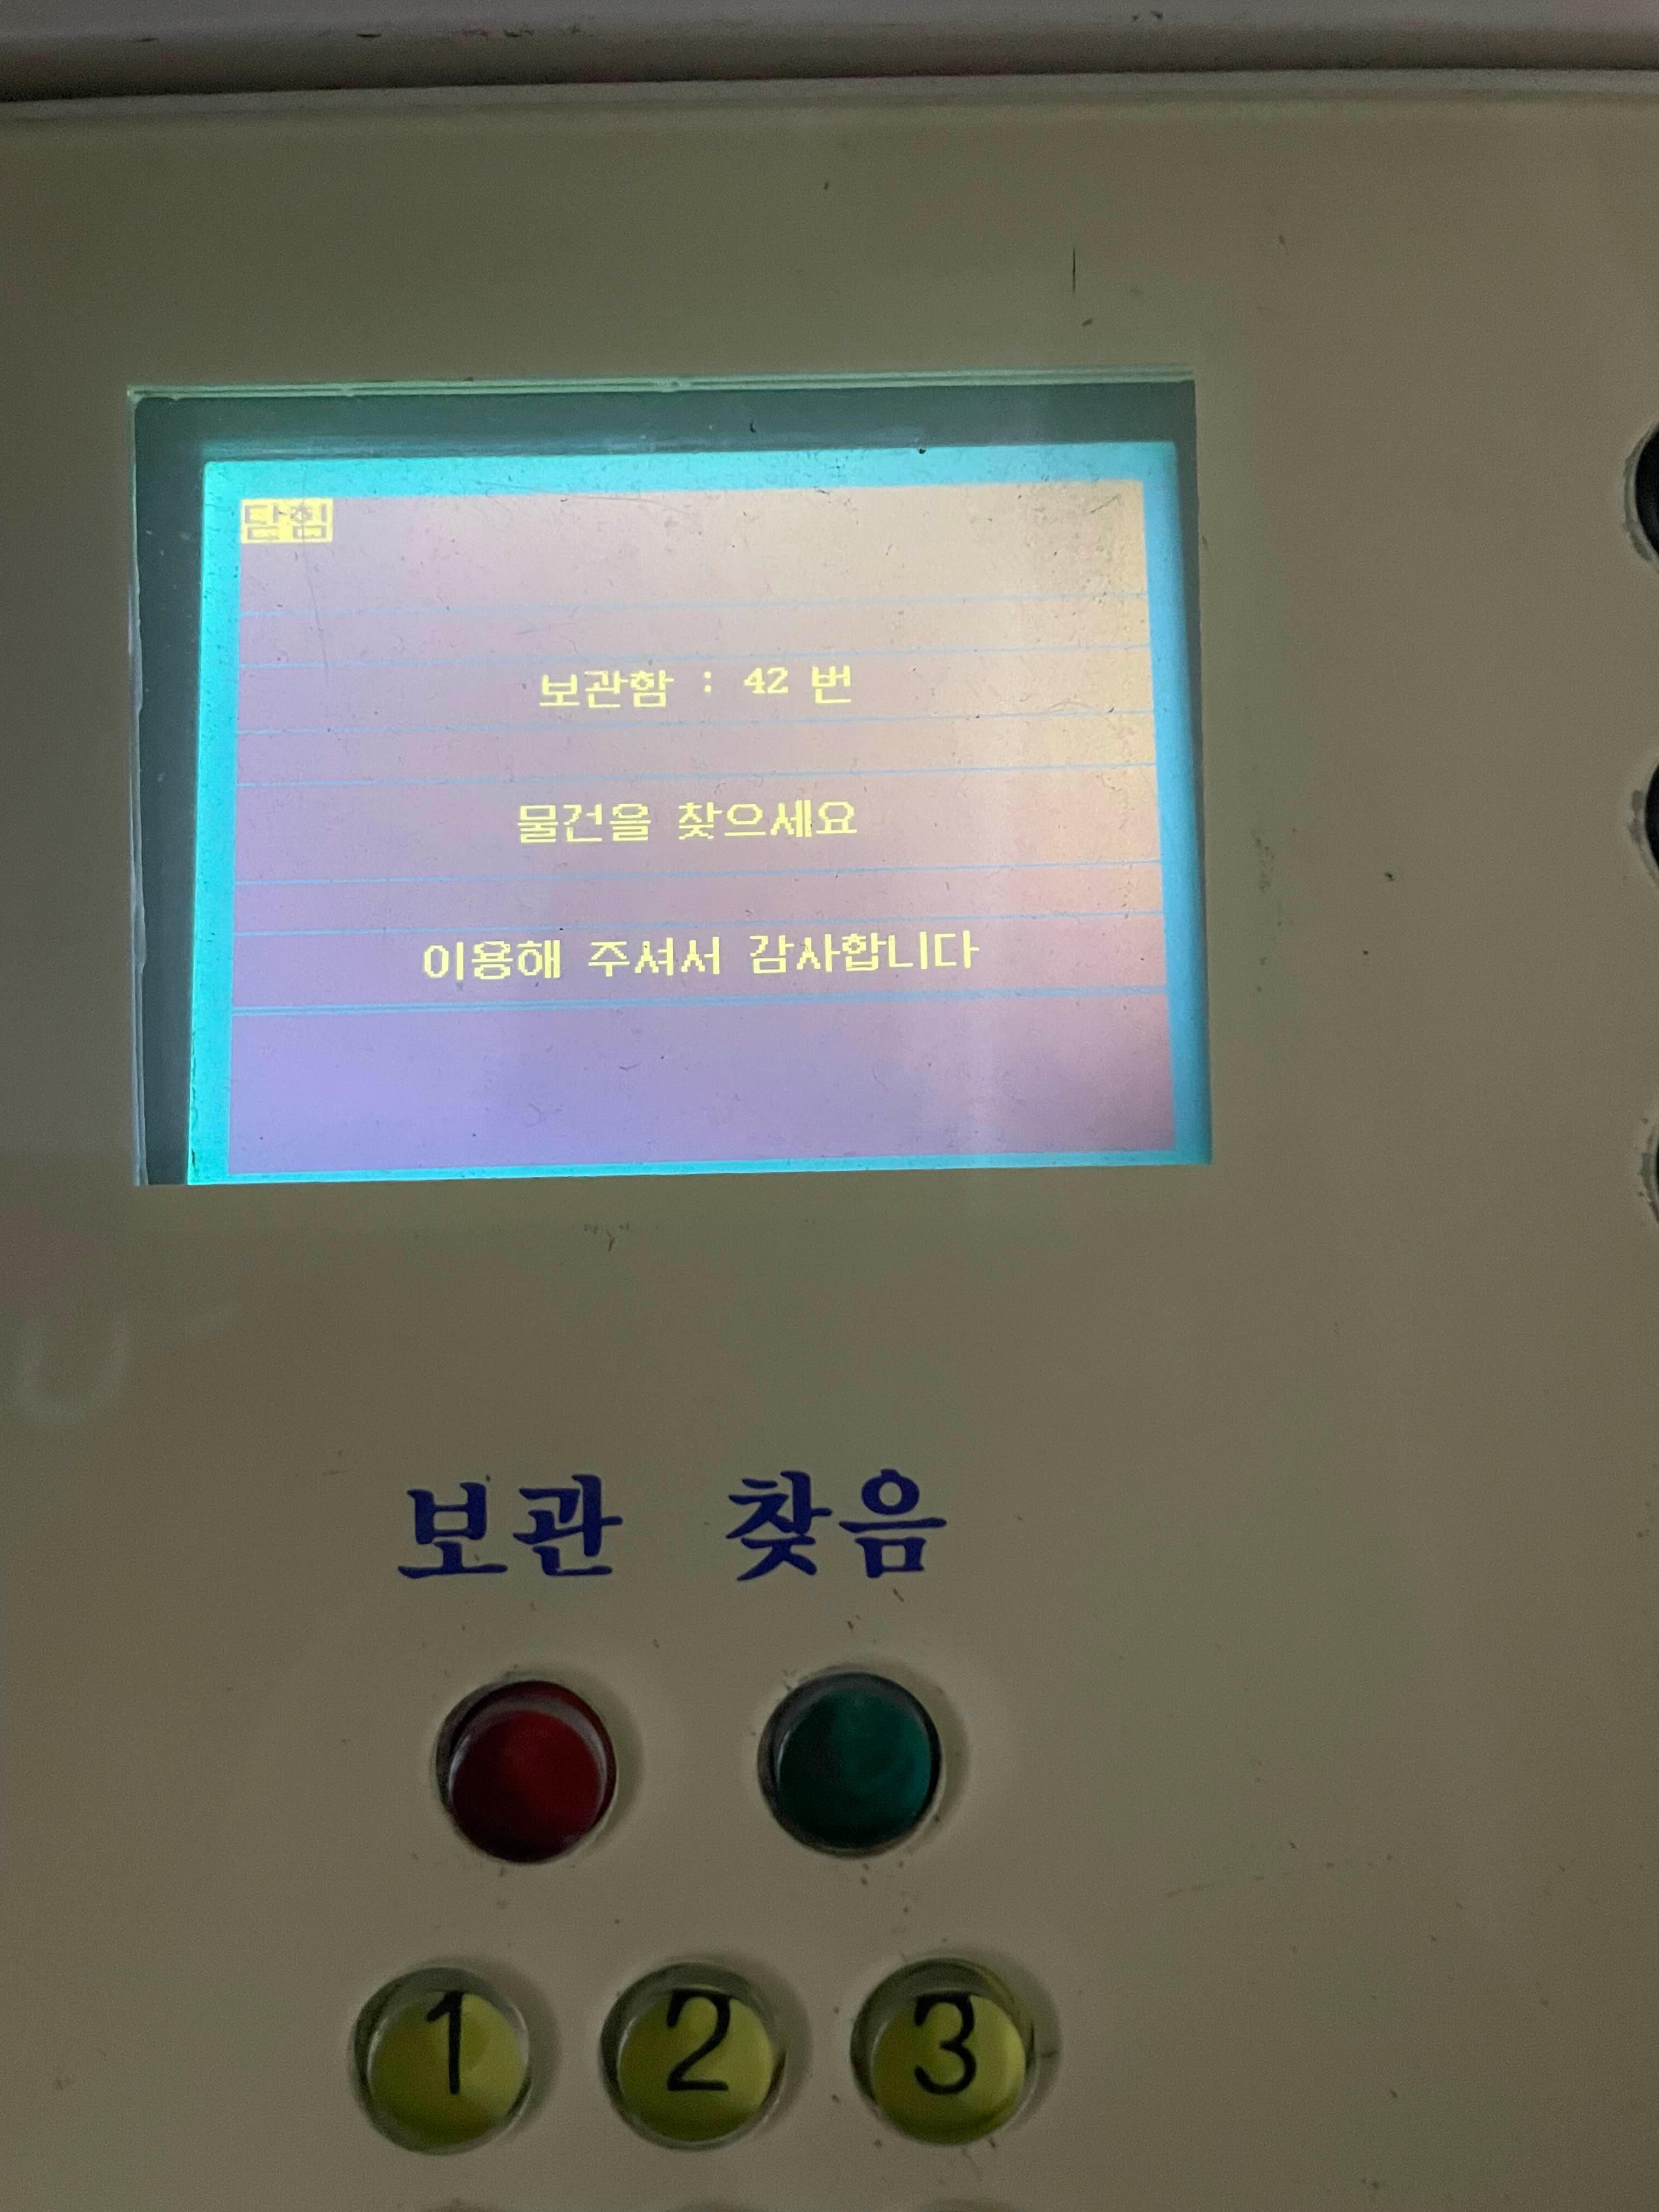 닫힘
보관함 : 42 번
물건을 찾으세요
이용해 주셔서 감사합니다
보관 찾음
1 2 3